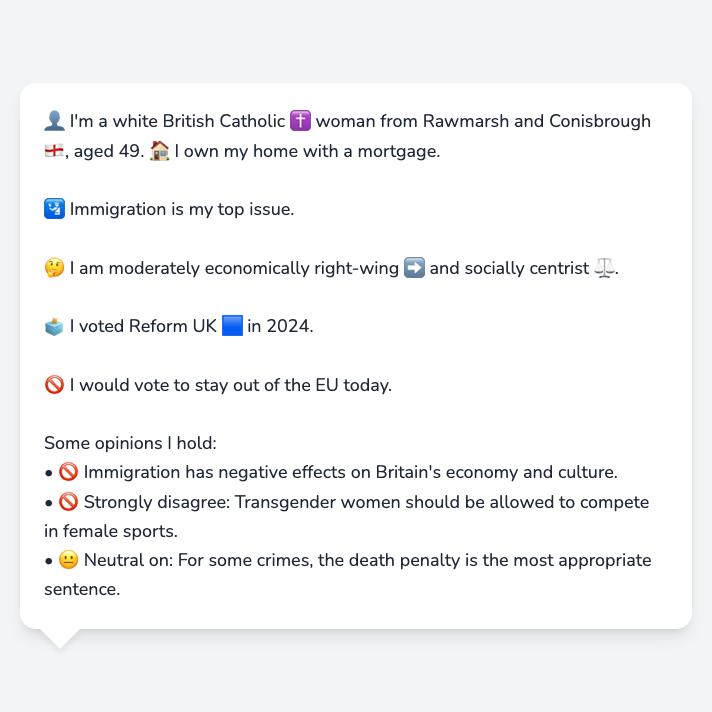 👤 I'm a white British Catholic ✝️ woman from Rawmarsh and Conisbrough
🏴󠁧󠁢󠁥󠁮󠁧󠁿, aged 49. 🏠 I own my home with a mortgage.
🛂 Immigration is my top issue.
🤔 I am moderately economically right-wing ➡️ and socially centrist ⚖️.
🗳️ I voted Reform UK 🟦 in 2024.
🚫 I would vote to stay out of the EU today.
Some opinions I hold:
• 🚫 Immigration has negative effects on Britain's economy and culture.
• 🚫 Strongly disagree: Transgender women should be allowed to compete
in female sports.
• 😐 Neutral on: For some crimes, the death penalty is the most appropriate
sentence.